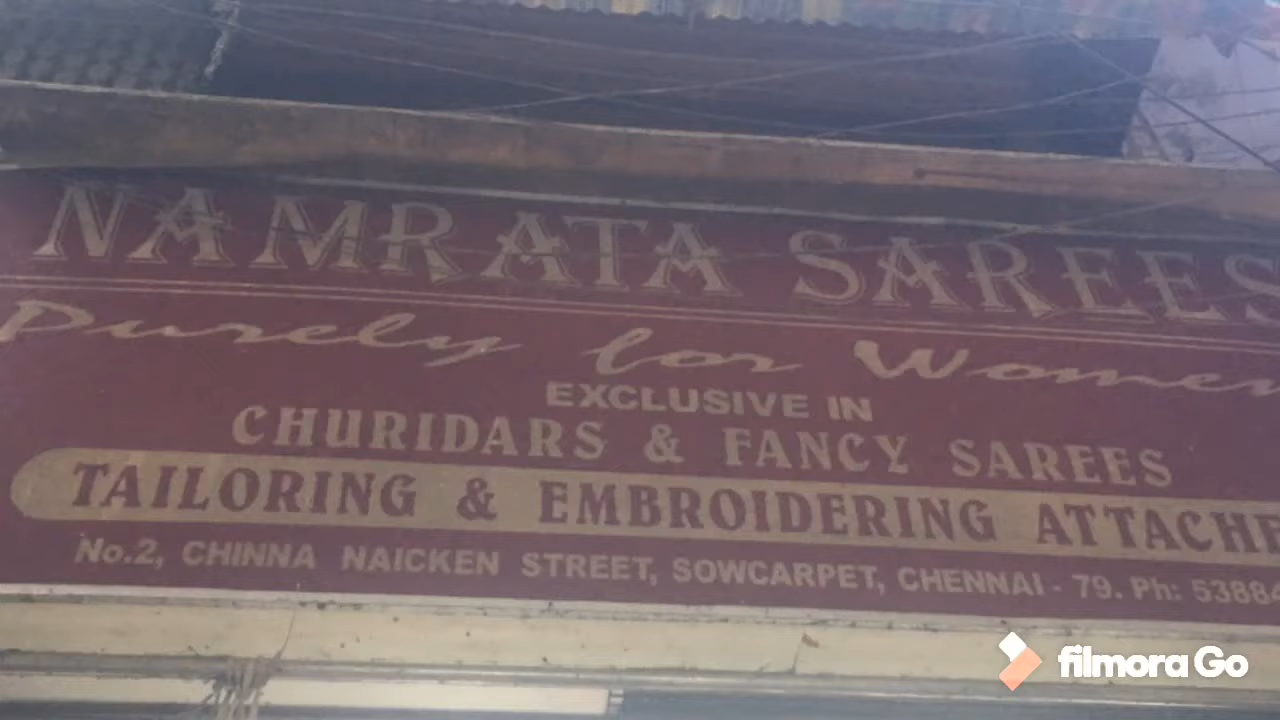 NAMRATA SAREES
Purely for Women
EXCLUSIVE IN
CHURIDARS & FANCY SAREES
TAILORING & EMBROIDERING ATTACHE
No.2, CHINNA NAICKEN STREET, SOWCARPET, CHENNAI - 79. Ph: 53884
filmora Go